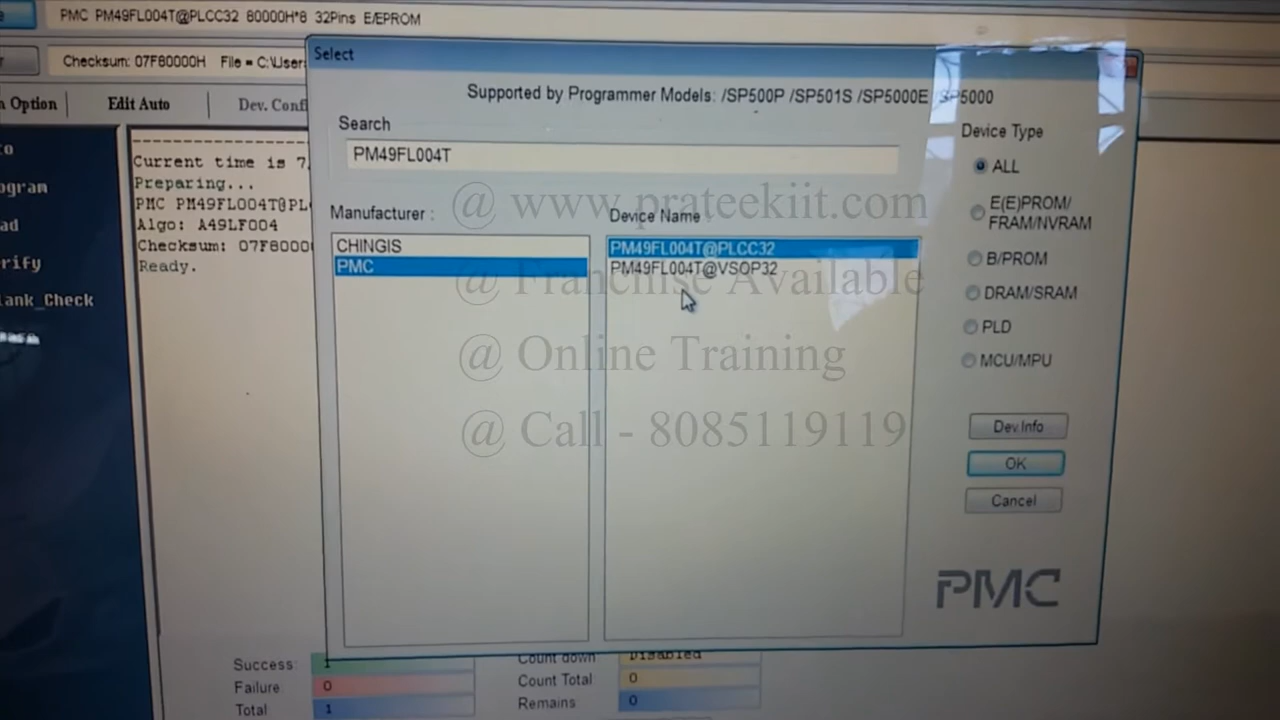 PMC PM49FL004T@PLCC32 80000H*8 32Pins E/EPROM
Checksum: 07F80000H File = C:\User
Select
Supported by Programmer Models: /SP500P /SP501S /SP5000E /SP5000
Option
Edit Auto
Dev. Conf
Search
PM49FL004T
Device Type
ALL
E(E)PROM/
FRAM/NVRAM
B/PROM
DRAM/SRAM
PLD
MCU/MPU
Manufacturer :
CHINGIS
PMC
Device Name
PM49FL004T@PLCC32
PM49FL004T@VSOP32
Current time is 7
Preparing...
PMC PM49FL004T@PL
Algo: A49LF004
Checksum: 07F8000
Ready.
to
ogram
ad
rify
lank_Check
@ www.prateekiit.com
@ Franchise Available
@ Online Training
@ Call - 8085119119
Dev.Info
OK
Cancel
PMC
Success: 1
Failure 0
Total 1
Count down Disabled
Count Total 0
Remains 0